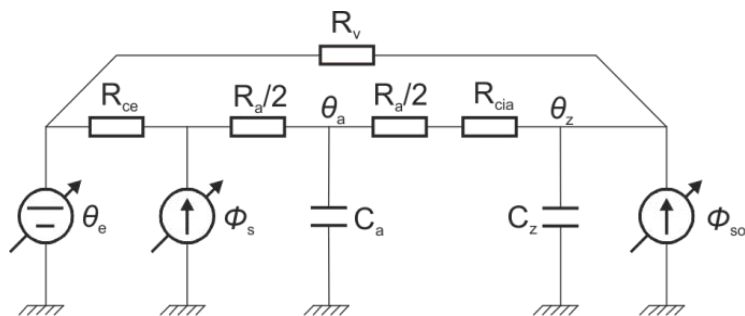 R_v
R_ce R_a/2 θ_a R_a/2 R_cia θ_z
θ_e Φ_s C_a C_z Φ_so